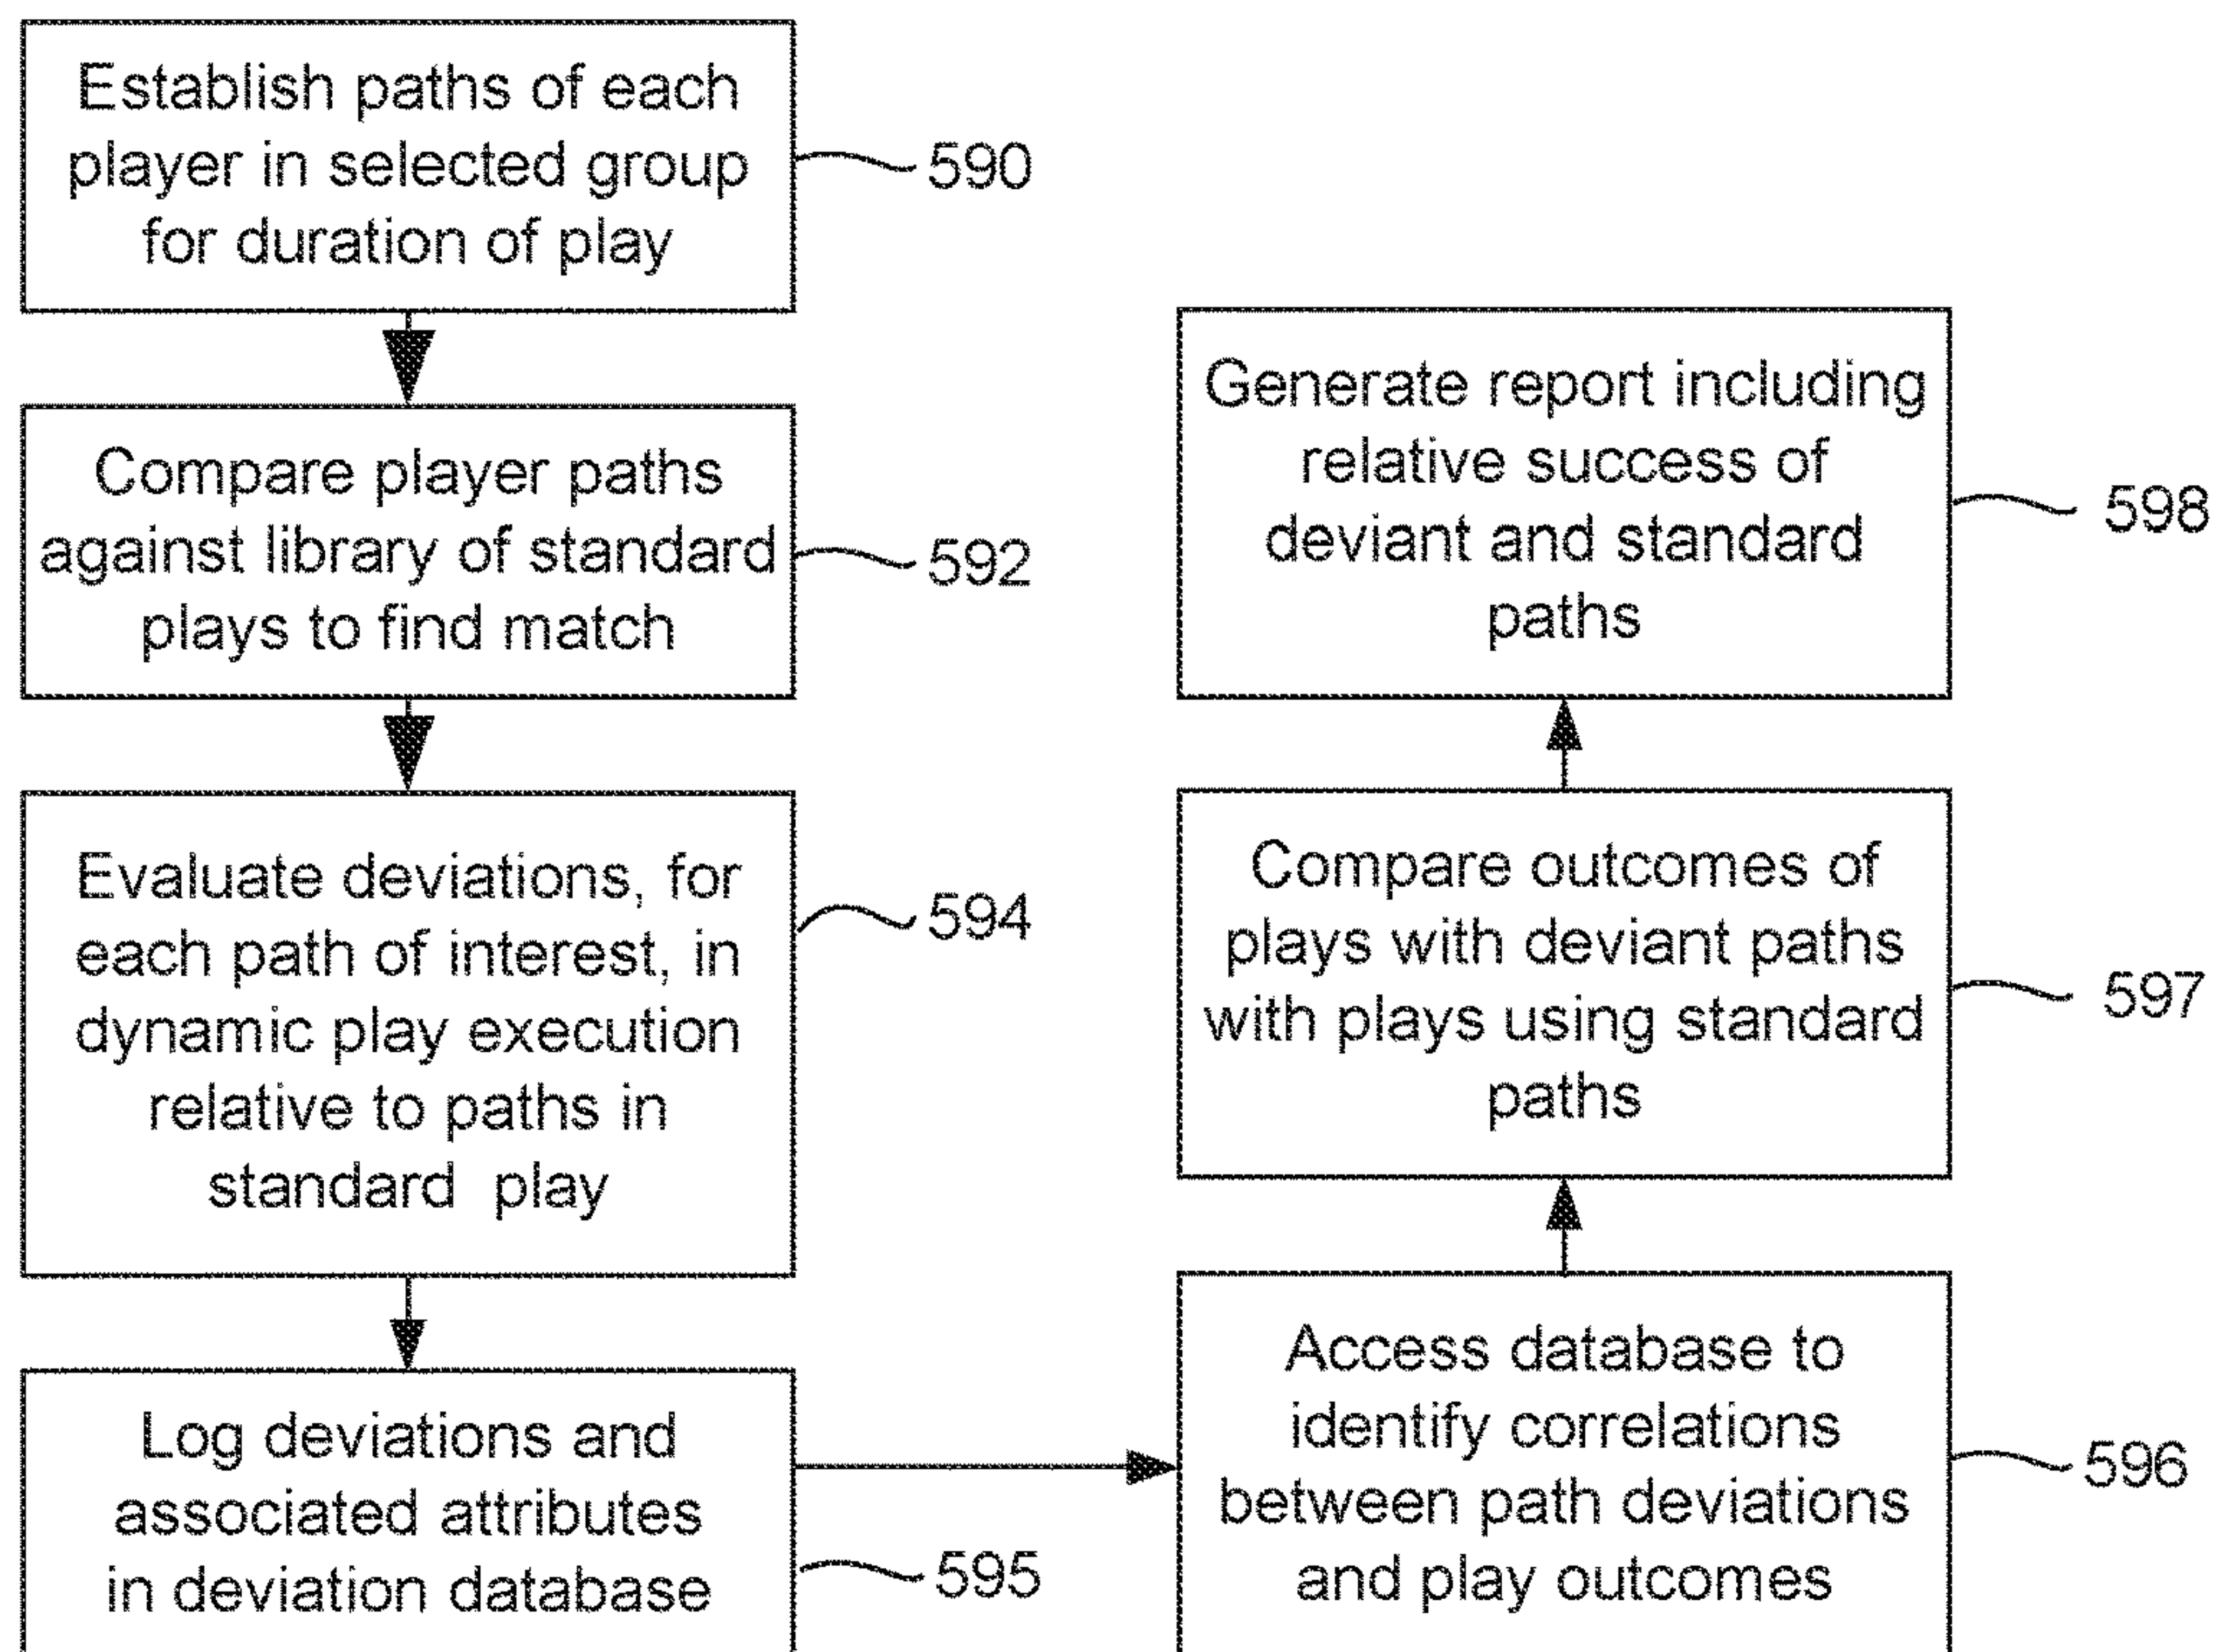 Establish paths of each
player in selected group
for duration of play
590
Compare player paths
against library of standard
plays to find match
592
Evaluate deviations, for
each path of interest, in
dynamic play execution
relative to paths in
standard play
594
Log deviations and
associated attributes
in deviation database
595
Access database to
identify correlations
between path deviations
and play outcomes
596
Compare outcomes of
plays with deviant paths
with plays using standard
paths
597
Generate report including
relative success of
deviant and standard
paths
598